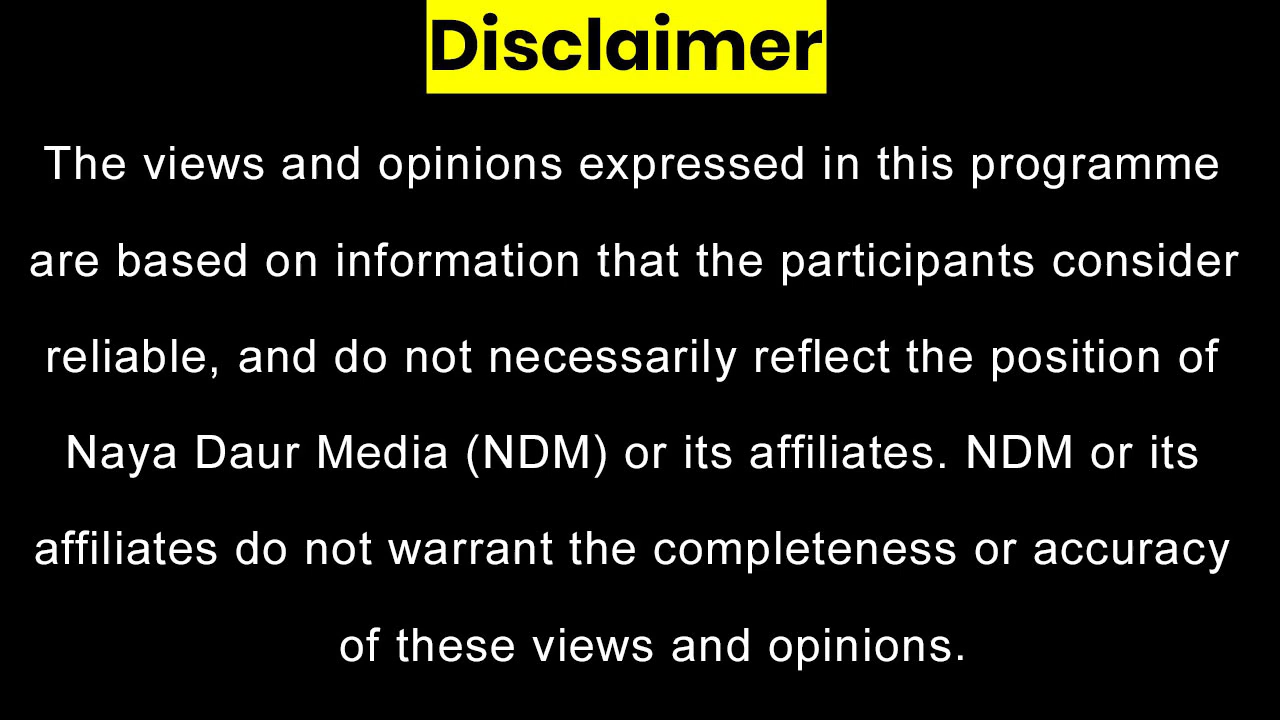 Disclaimer
The views and opinions expressed in this programme
are based on information that the participants consider
reliable, and do not necessarily reflect the position of
Naya Daur Media (NDM) or its affiliates. NDM or its
affiliates do not warrant the completeness or accuracy
of these views and opinions.